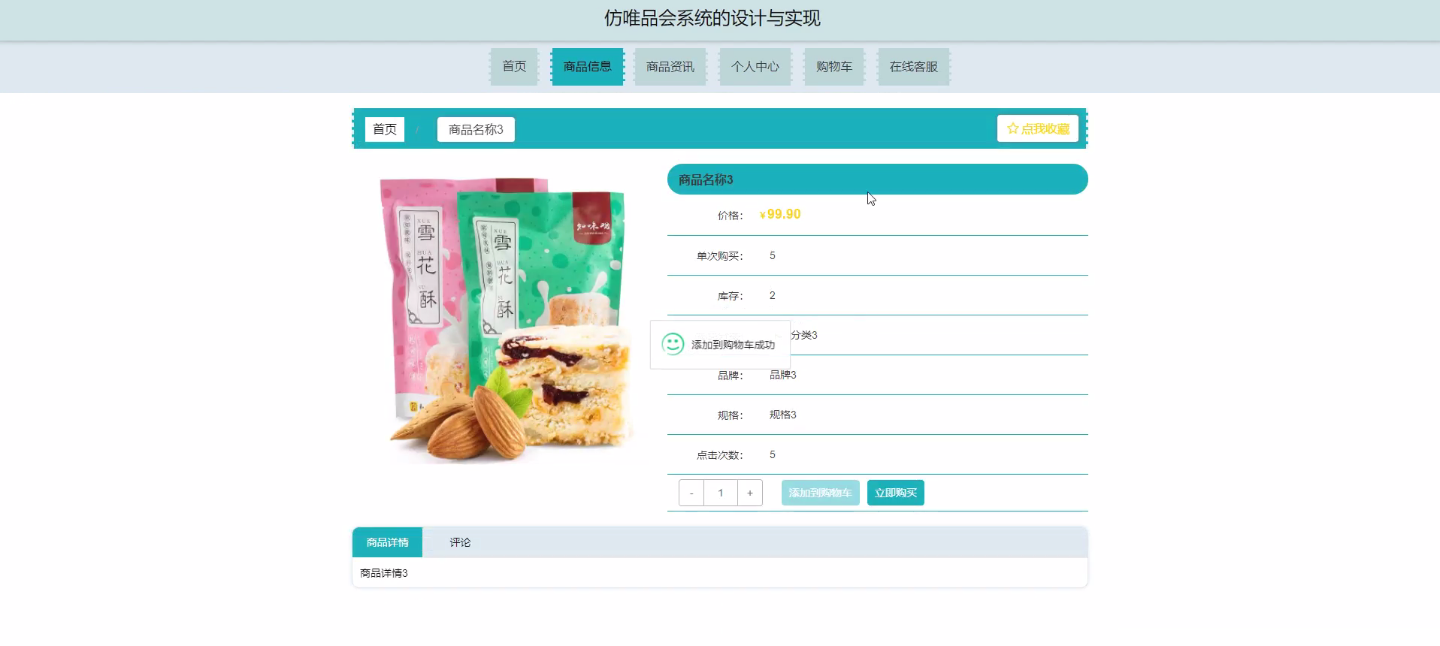 仿唯品会系统的设计与实现
首页 商品信息 商品资讯 个人中心 购物车 在线客服
首页 / 商品名称3 ☆ 点我收藏
商品名称3
价格: ¥99.90
单次购买: 5
库存: 2
分类3
添加到购物车成功
品牌: 品牌3
规格: 规格3
点击次数: 5
- 1 + 添加到购物车 立即购买
雪花酥
雪花酥
商品详情 评论
商品详情3